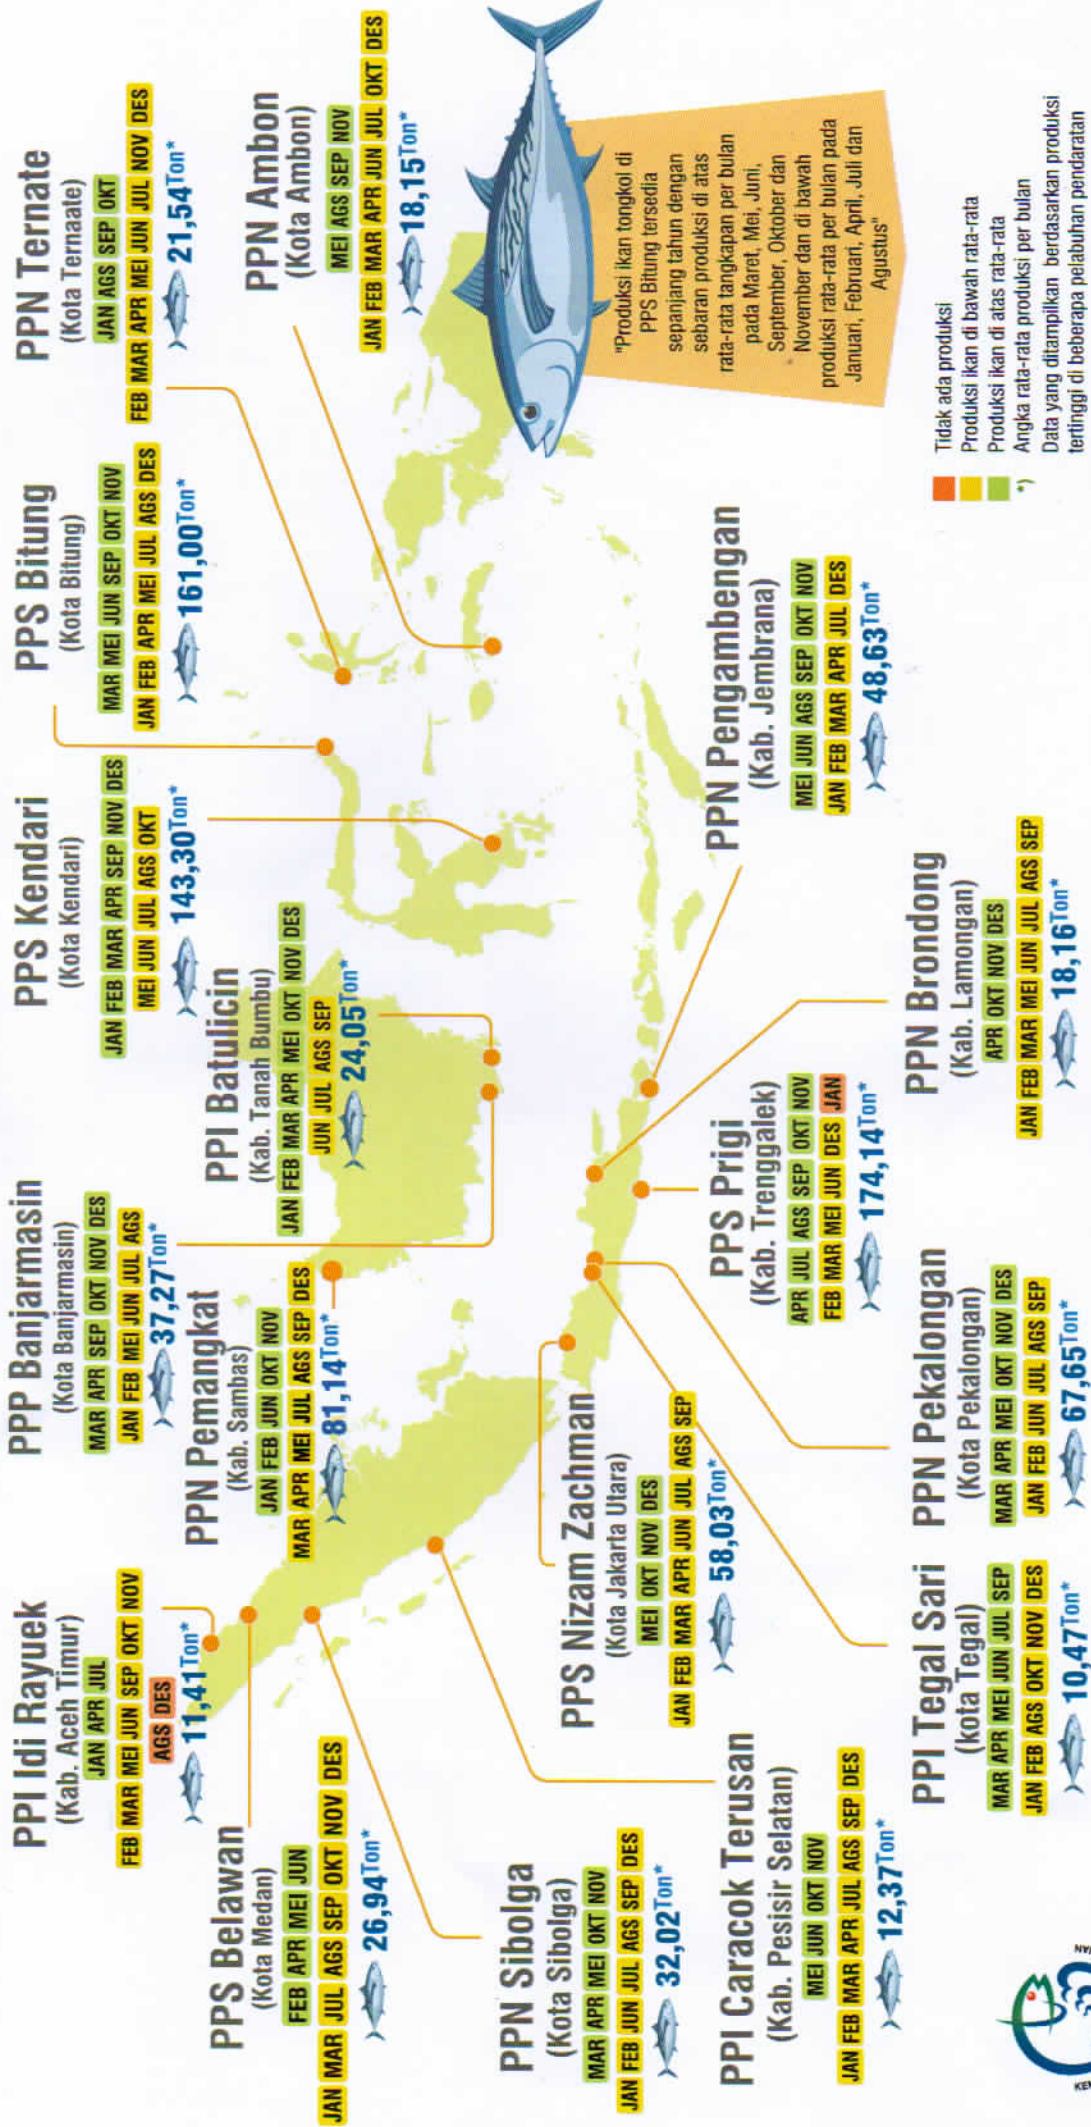 PPI Idi Rayuek
(Kab. Aceh Timur)
JAN APR JUL
FEB MAR MEI JUN SEP OKT NOV
AGS DES
11,41Ton*
PPP Banjarmasin
(Kota Banjarmasin)
MAR APR SEP OKT NOV DES
JAN FEB MEI JUN JUL AGS
37,27Ton*
PPS Kendari
(Kota Kendari)
JAN FEB MAR APR SEP NOV DES
MEI JUN JUL AGS OKT
143,30Ton*
PPS Bitung
(Kota Bitung)
MAR MEI JUN SEP OKT NOV
JAN FEB APR MEI JUL AGS DES
161,00Ton*
PPN Ternate
(Kota Ternaale)
JAN AGS SEP OKT
FEB MAR APR MEI JUN JUL NOV DES
21,54Ton*
PPS Belawan
(Kota Medan)
FEB APR MEI JUN
JAN MAR JUL AGS SEP OKT NOV DES
26,94Ton*
PPN Pemangkat
(Kab. Sambas)
JAN FEB JUN OKT NOV
MAR APR MEI JUL AGS SEP DES
81,14Ton*
PPI Batulicin
(Kab. Tanah Bumbu)
JAN FEB MAR APR MEI OKT NOV DES
JUN JUL AGS SEP
24,05Ton*
PPN Ambon
(Kota Ambon)
MEI AGS SEP NOV
JAN FEB MAR APR JUN JUL OKT DES
18,15Ton*
PPN Sibolga
(Kota Sibolga)
MAR APR MEI OKT NOV
JAN FEB JUN JUL AGS SEP DES
32,02Ton*
PPS Nizam Zachman
(Kota Jakarta Utara)
MEI OKT NOV DES
JAN FEB MAR APR JUN JUL AGS SEP
58,03Ton*
"Produksi ikan tongkol di
PPS Bitung tersedia
sepanjang tahun dengan
sebaran produksi di atas
rata-rata tangkapan per bulan
pada Maret, Mei, Juni,
September, Oktober dan
November dan di bawah
produksi rata-rata per bulan pada
Januari, Februari, April, Juli dan
Agustus"
PPI Caracok Terusan
(Kab. Pesisir Selatan)
MEI JUN OKT NOV
JAN FEB MAR APR JUL AGS SEP DES
12,37Ton*
PPS Prigi
(Kab. Trenggalek)
APR JUL AGS SEP OKT NOV
FEB MAR MEI JUN DES JAN
174,14Ton*
PPN Pengambengan
(Kab. Jembrana)
MEI JUN AGS SEP OKT NOV
JAN FEB MAR APR JUL DES
48,63Ton*
PPI Tegal Sari
(kota Tegal)
MAR APR MEI JUN JUL SEP
JAN FEB AGS OKT NOV DES
10,47Ton*
PPN Pekalongan
(Kota Pekalongan)
MAR APR MEI OKT NOV DES
JAN FEB JUN JUL AGS SEP
67,65Ton*
PPN Brondong
(Kab. Lamongan)
APR OKT NOV DES
JAN FEB MAR MEI JUN JUL AGS SEP
18,16Ton*
Tidak ada produksi
Produksi ikan di bawah rata-rata
Produksi ikan di atas rata-rata
*) Angka rata-rata produksi per bulan
Data yang ditampilkan berdasarkan produksi
tertinggi di beberapa pelabuhan pendaratan